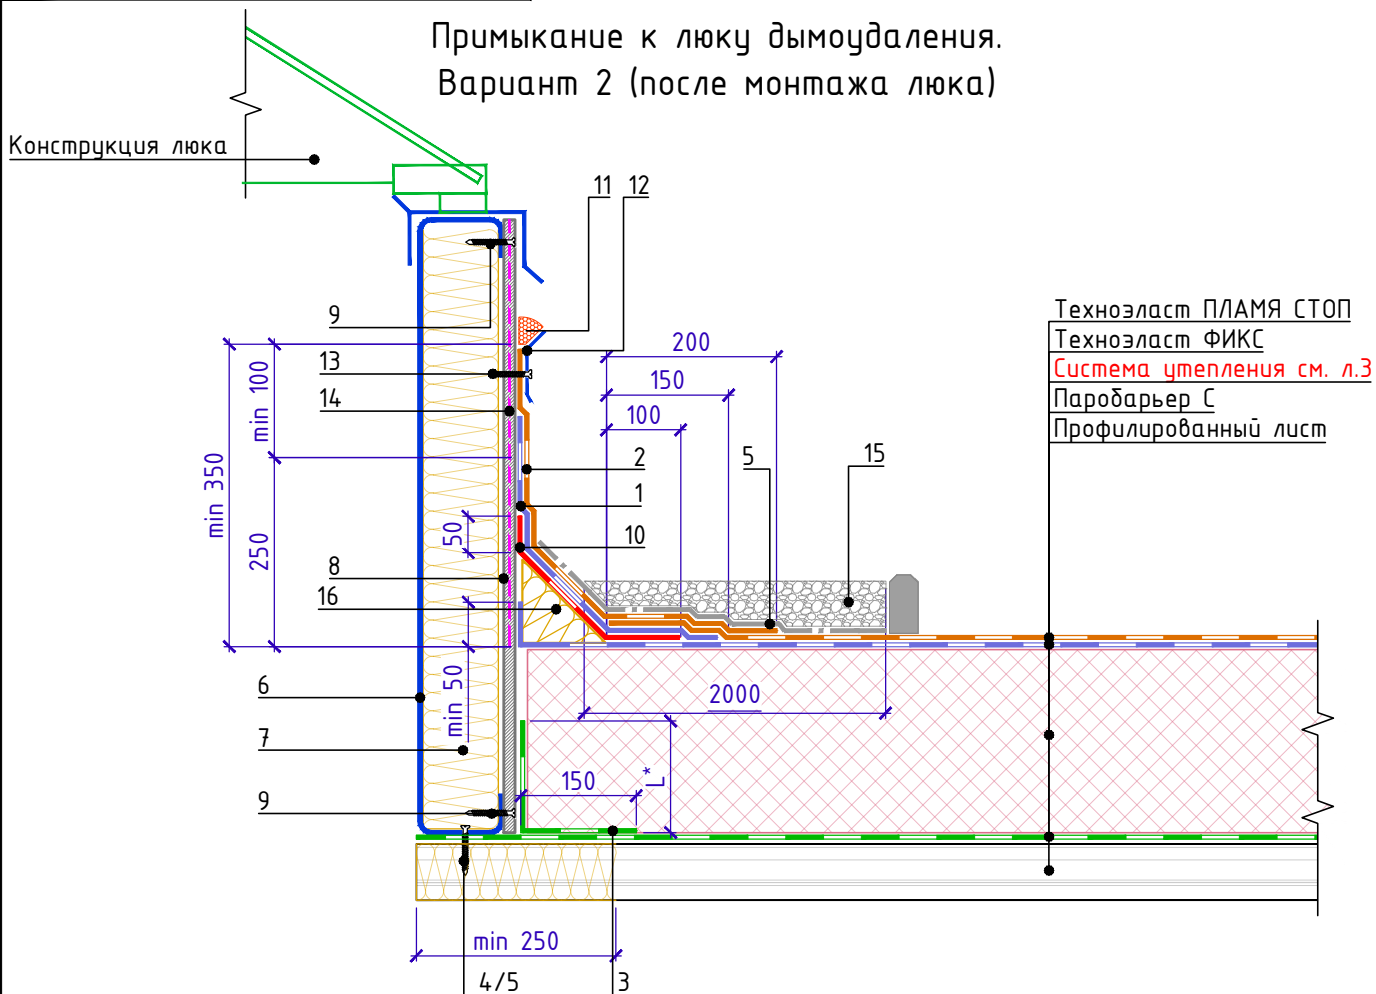 Примыкание к люку дымоудаления.
Вариант 2 (после монтажа люка)
Конструкция люка
11
12
Техноэласт ПЛАМЯ СТОП
Техноэласт ФИКС
Система утепления см. л.3
Паробарьер С
Профилированный лист
9
13
14
200
150
100
min 100
min 350
250
2
1
10
5
15
50
8
16
min 50
6
7
9
2000
150
L*
min 250
4/5
3